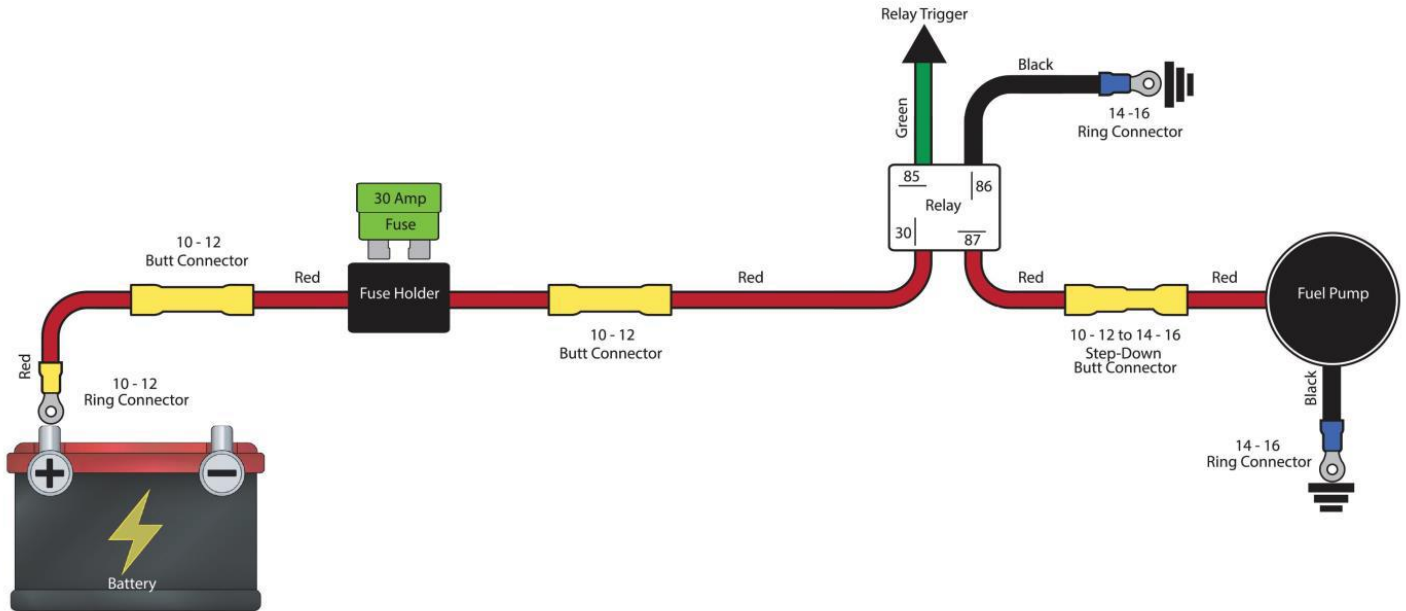 Relay Trigger
Black
14 -16
Ring Connector
Green
85
86
Relay
30
87
30 Amp
Fuse
10 - 12
Butt Connector
Red
Fuse Holder
Red
10 - 12
Butt Connector
Red
10 - 12 to 14 - 16
Step-Down
Butt Connector
Red
Fuel Pump
Red
10 - 12
Ring Connector
Black
14 - 16
Ring Connector
+
−
Battery